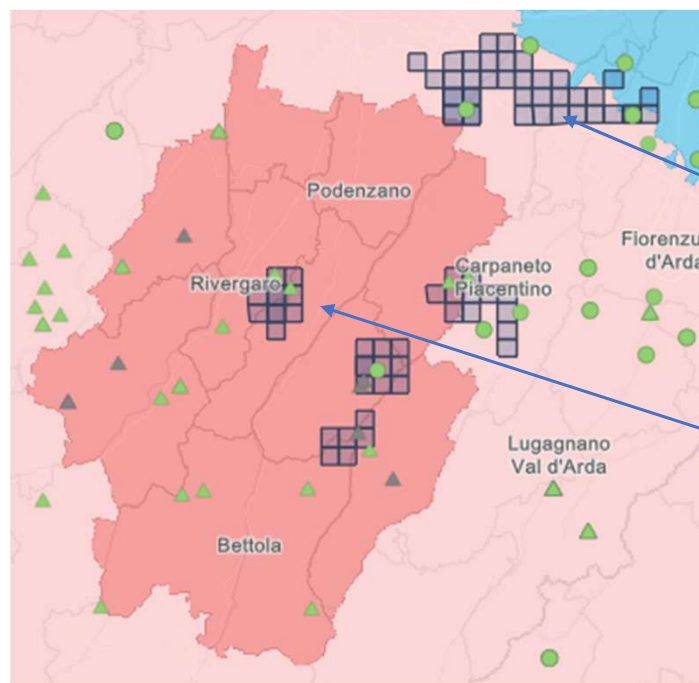 Podenzano
Fiorenzu
d'Arda
Carpaneto
Piacentino
Rivergaro
Lugagnano
Val d'Arda
Bettola